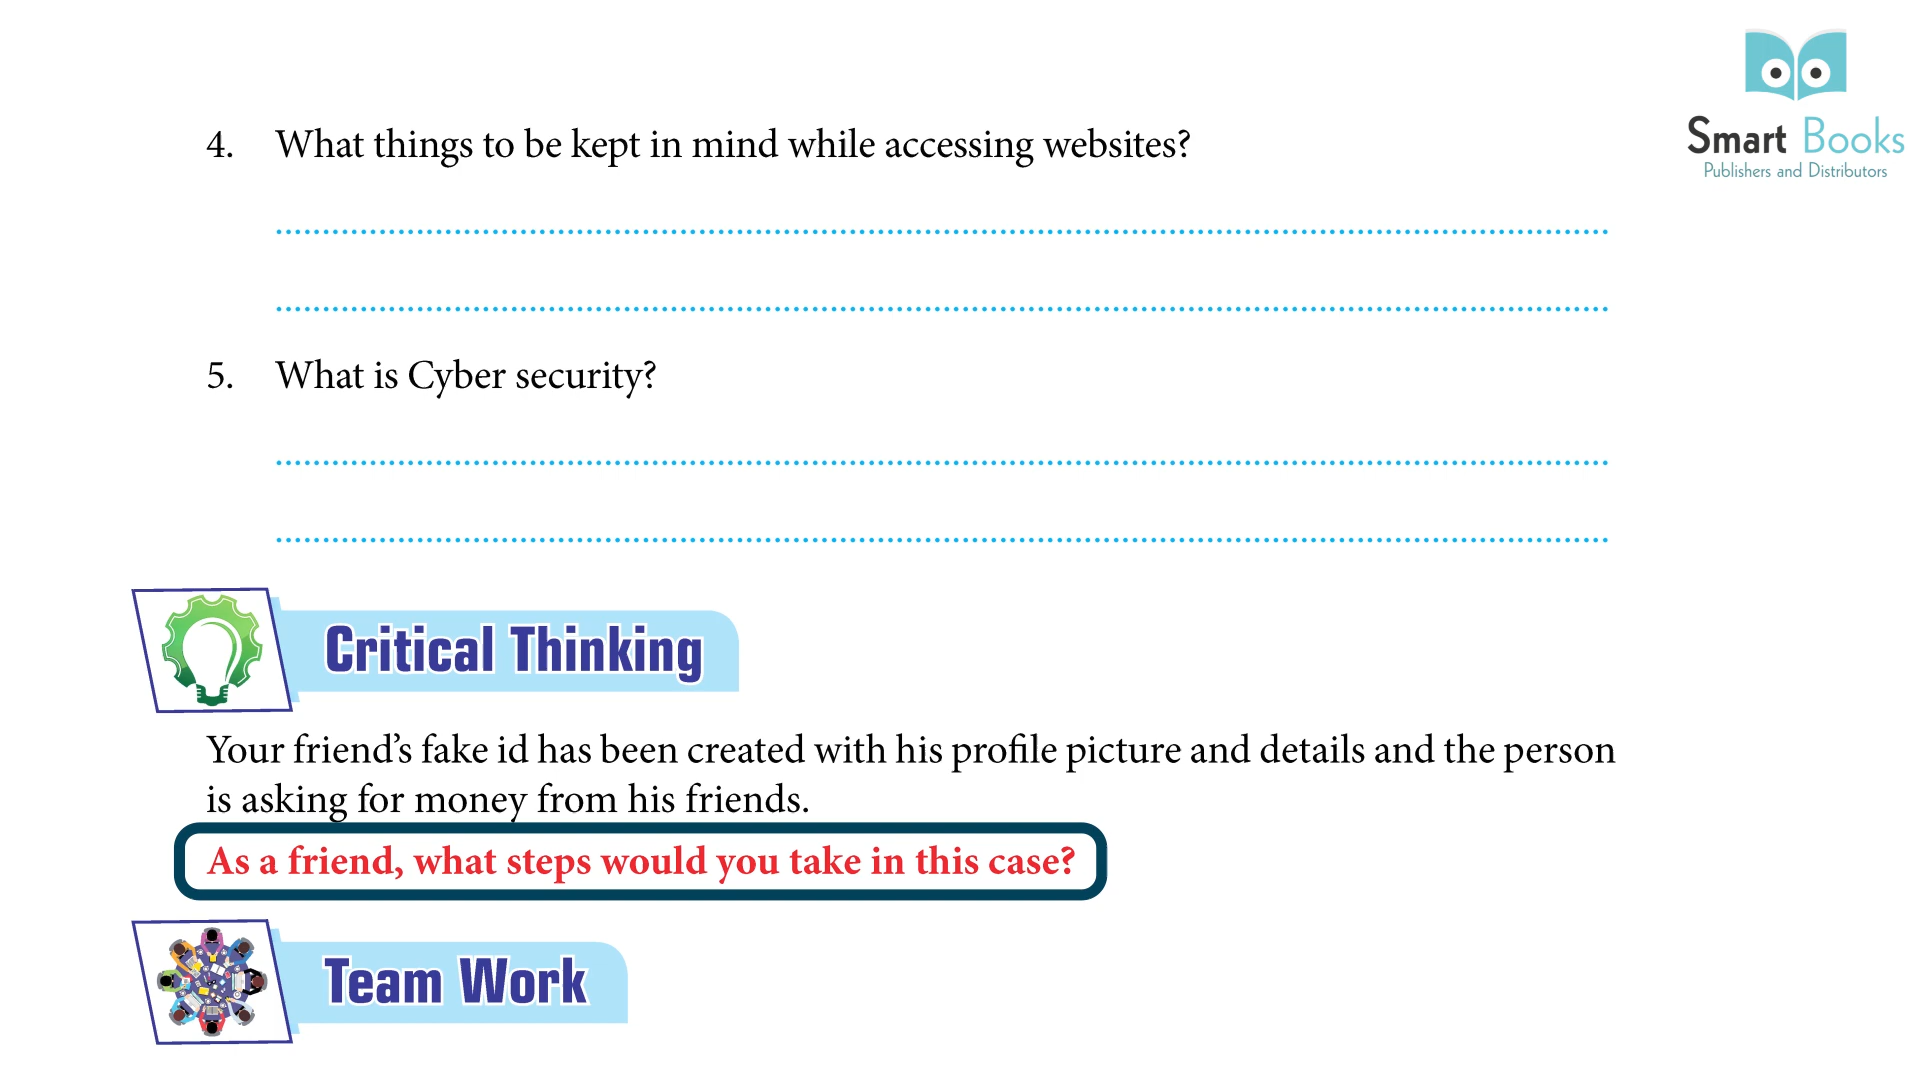 Smart Books
Publishers and Distributors
4. What things to be kept in mind while accessing websites?
5. What is Cyber security?
Critical Thinking
Your friend’s fake id has been created with his profile picture and details and the person
is asking for money from his friends.
As a friend, what steps would you take in this case?
Team Work